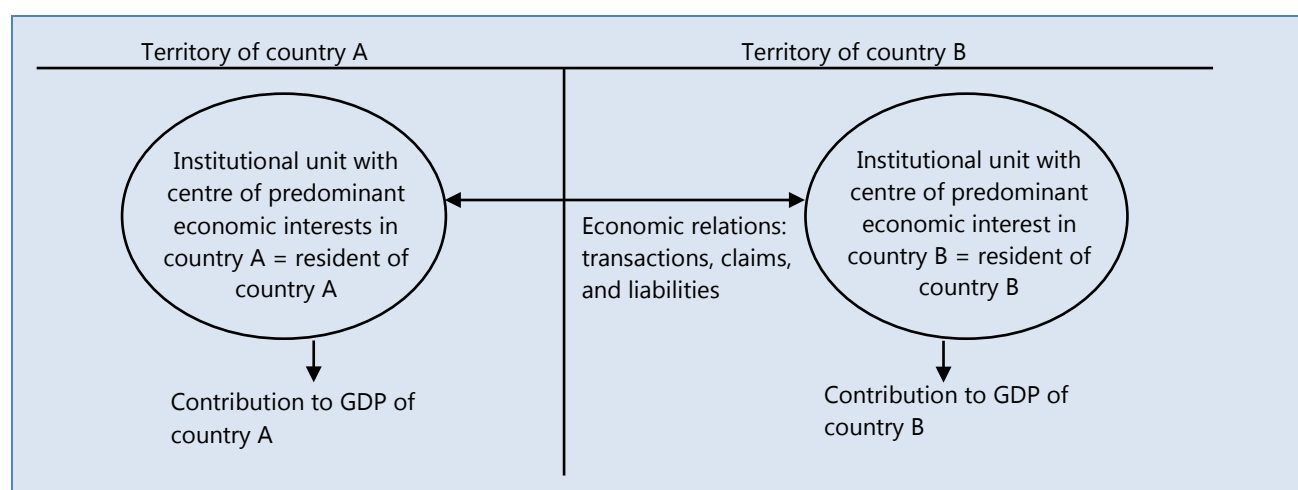 Territory of country A
Territory of country B
Institutional unit with
centre of predominant
economic interests in
country A = resident of
country A
Economic relations:
transactions, claims,
and liabilities
Institutional unit with
centre of predominant
economic interest in
country B = resident of
country B
Contribution to GDP of
country A
Contribution to GDP of
country B